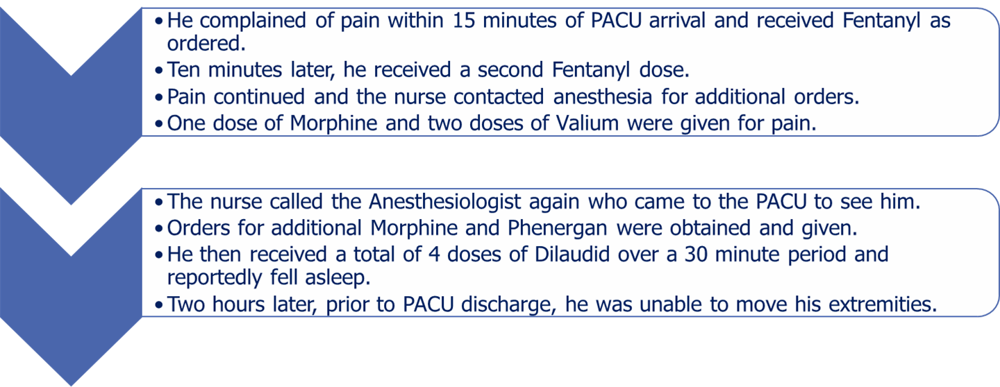 •He complained of pain within 15 minutes of PACU arrival and received Fentanyl as
ordered.
•Ten minutes later, he received a second Fentanyl dose.
•Pain continued and the nurse contacted anesthesia for additional orders.
•One dose of Morphine and two doses of Valium were given for pain.
•The nurse called the Anesthesiologist again who came to the PACU to see him.
•Orders for additional Morphine and Phenergan were obtained and given.
•He then received a total of 4 doses of Dilaudid over a 30 minute period and
reportedly fell asleep.
•Two hours later, prior to PACU discharge, he was unable to move his extremities.